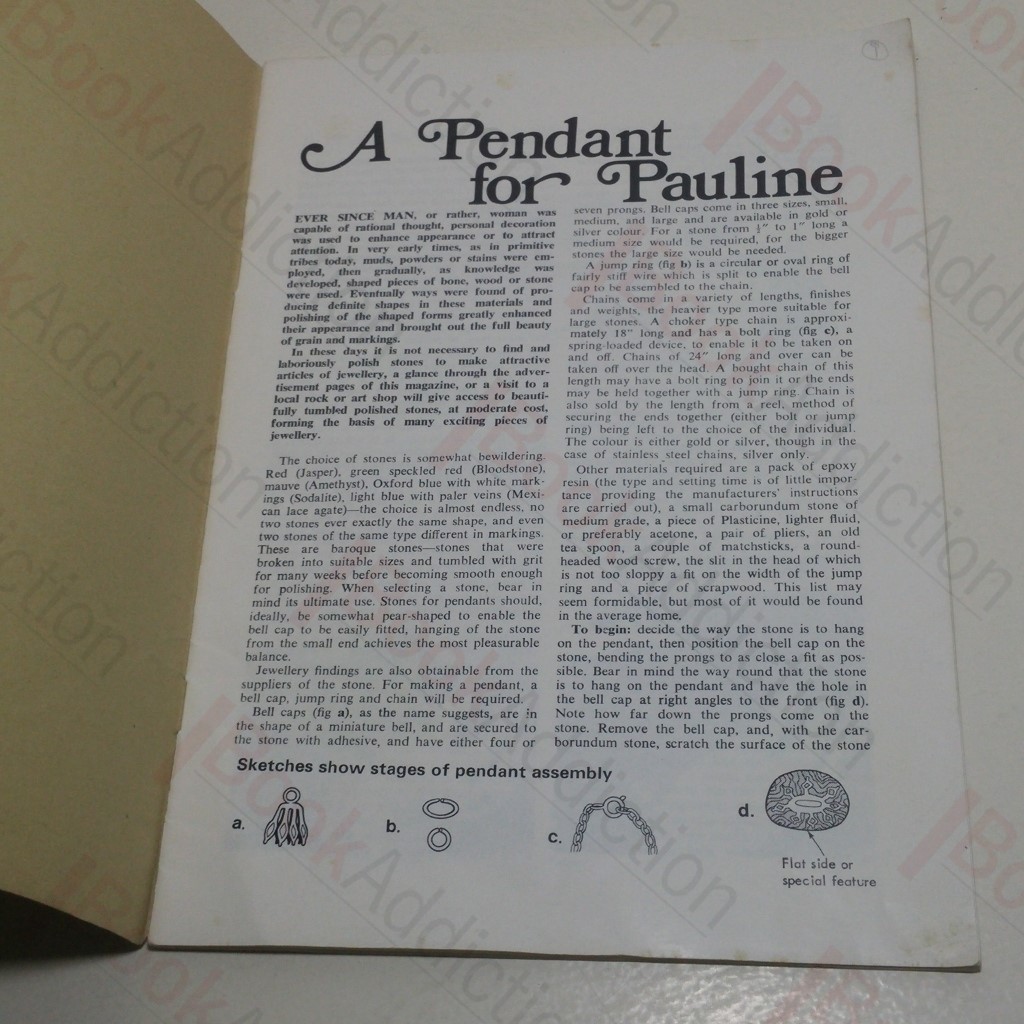 A Pendant
for Pauline
EVER SINCE MAN, or rather, woman was
capable of rational thought, personal decoration
was used to enhance appearance or to attract
attention. In very early times, as in primitive
tribes today, muds, powders or stains were em-
ployed, then gradually, as knowledge was
developed, shaped pieces of bone, wood or stone
were used. Eventually ways were found of pro-
ducing definite shapes in these materials and
polishing of the shaped forms greatly enhanced
their appearance and brought out the full beauty
of grain and markings.
In these days it is not necessary to find and
laboriously polish stones to make attractive
articles of jewellery, a glance through the adver-
tisement pages of this magazine, or a visit to a
local rock or art shop will give access to beauti-
fully tumbled polished stones, at moderate cost,
forming the basis of many exciting pieces of
jewellery.
The choice of stones is somewhat bewildering.
Red (Jasper), green speckled red (Bloodstone),
mauve (Amethyst), Oxford blue with white mark-
ings (Sodalite), light blue with paler veins (Mexi-
can lace agate)—the choice is almost endless, no
two stones ever exactly the same shape, and even
two stones of the same type different in markings.
These are baroque stones—stones that were
broken into suitable sizes and tumbled with grit
for many weeks before becoming smooth enough
for polishing. When selecting a stone, bear in
mind its ultimate use. Stones for pendants should,
ideally, be somewhat pear-shaped to enable the
bell cap to be easily fitted, hanging of the stone
from the small end achieves the most pleasurable
balance.
Jewellery findings are also obtainable from the
suppliers of the stone. For making a pendant, a
bell cap, jump ring and chain will be required.
Bell caps (fig a), as the name suggests, are in
the shape of a miniature bell, and are secured to
the stone with adhesive, and have either four or
seven prongs. Bell caps come in three sizes, small,
medium, and large and are available in gold or
silver colour. For a stone from ½″ to 1″ long a
medium size would be required, for the bigger
stones the large size would be needed.
A jump ring (fig b) is a circular or oval ring of
fairly stiff wire which is split to enable the bell
cap to be assembled to the chain.
Chains come in a variety of lengths, finishes
and weights, the heavier type more suitable for
large stones. A choker type chain is approxi-
mately 18″ long and has a bolt ring (fig c), a
spring-loaded device, to enable it to be taken on
and off. Chains of 24″ long and over can be
taken off over the head. A bought chain of this
length may have a bolt ring to join it or the ends
may be held together with a jump ring. Chain is
also sold by the length from a reel, method of
securing the ends together (either bolt or jump
ring) being left to the choice of the individual.
The colour is either gold or silver, though in the
case of stainless steel chains, silver only.
Other materials required are a pack of epoxy
resin (the type and setting time is of little impor-
tance providing the manufacturers' instructions
are carried out), a small carborundum stone of
medium grade, a piece of Plasticine, lighter fluid,
or preferably acetone, a pair of pliers, an old
tea spoon, a couple of matchsticks, a round-
headed wood screw, the slit in the head of which
is not too sloppy a fit on the width of the jump
ring and a piece of scrapwood. This list may
seem formidable, but most of it would be found
in the average home.
To begin: decide the way the stone is to hang
on the pendant, then position the bell cap on the
stone, bending the prongs to as close a fit as pos-
sible. Bear in mind the way round that the stone
is to hang on the pendant and have the hole in
the bell cap at right angles to the front (fig d).
Note how far down the prongs come on the
stone. Remove the bell cap, and, with the car-
borundum stone, scratch the surface of the stone
Sketches show stages of pendant assembly
a.
b.
c.
d.
Flat side or
special feature
BookAddiction
BookAddiction
BookAddiction
BookAddiction